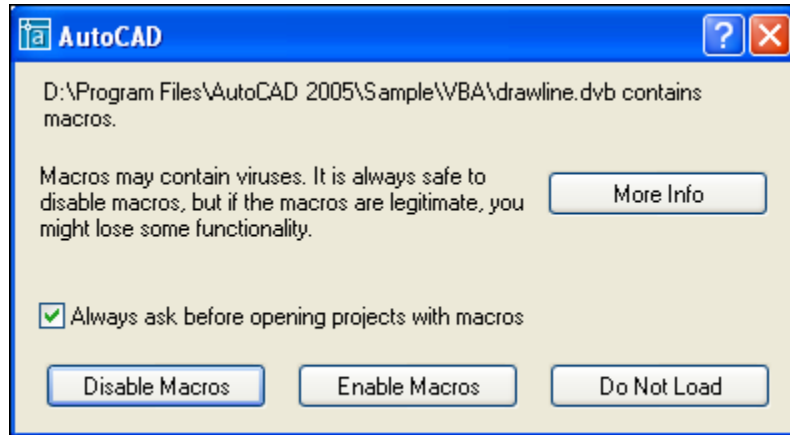 AutoCAD
D:\Program Files\AutoCAD 2005\Sample\VBA\drawline.dvb contains
macros.
Macros may contain viruses. It is always safe to
disable macros, but if the macros are legitimate, you
might lose some functionality.
More Info
Always ask before opening projects with macros
Disable Macros
Enable Macros
Do Not Load